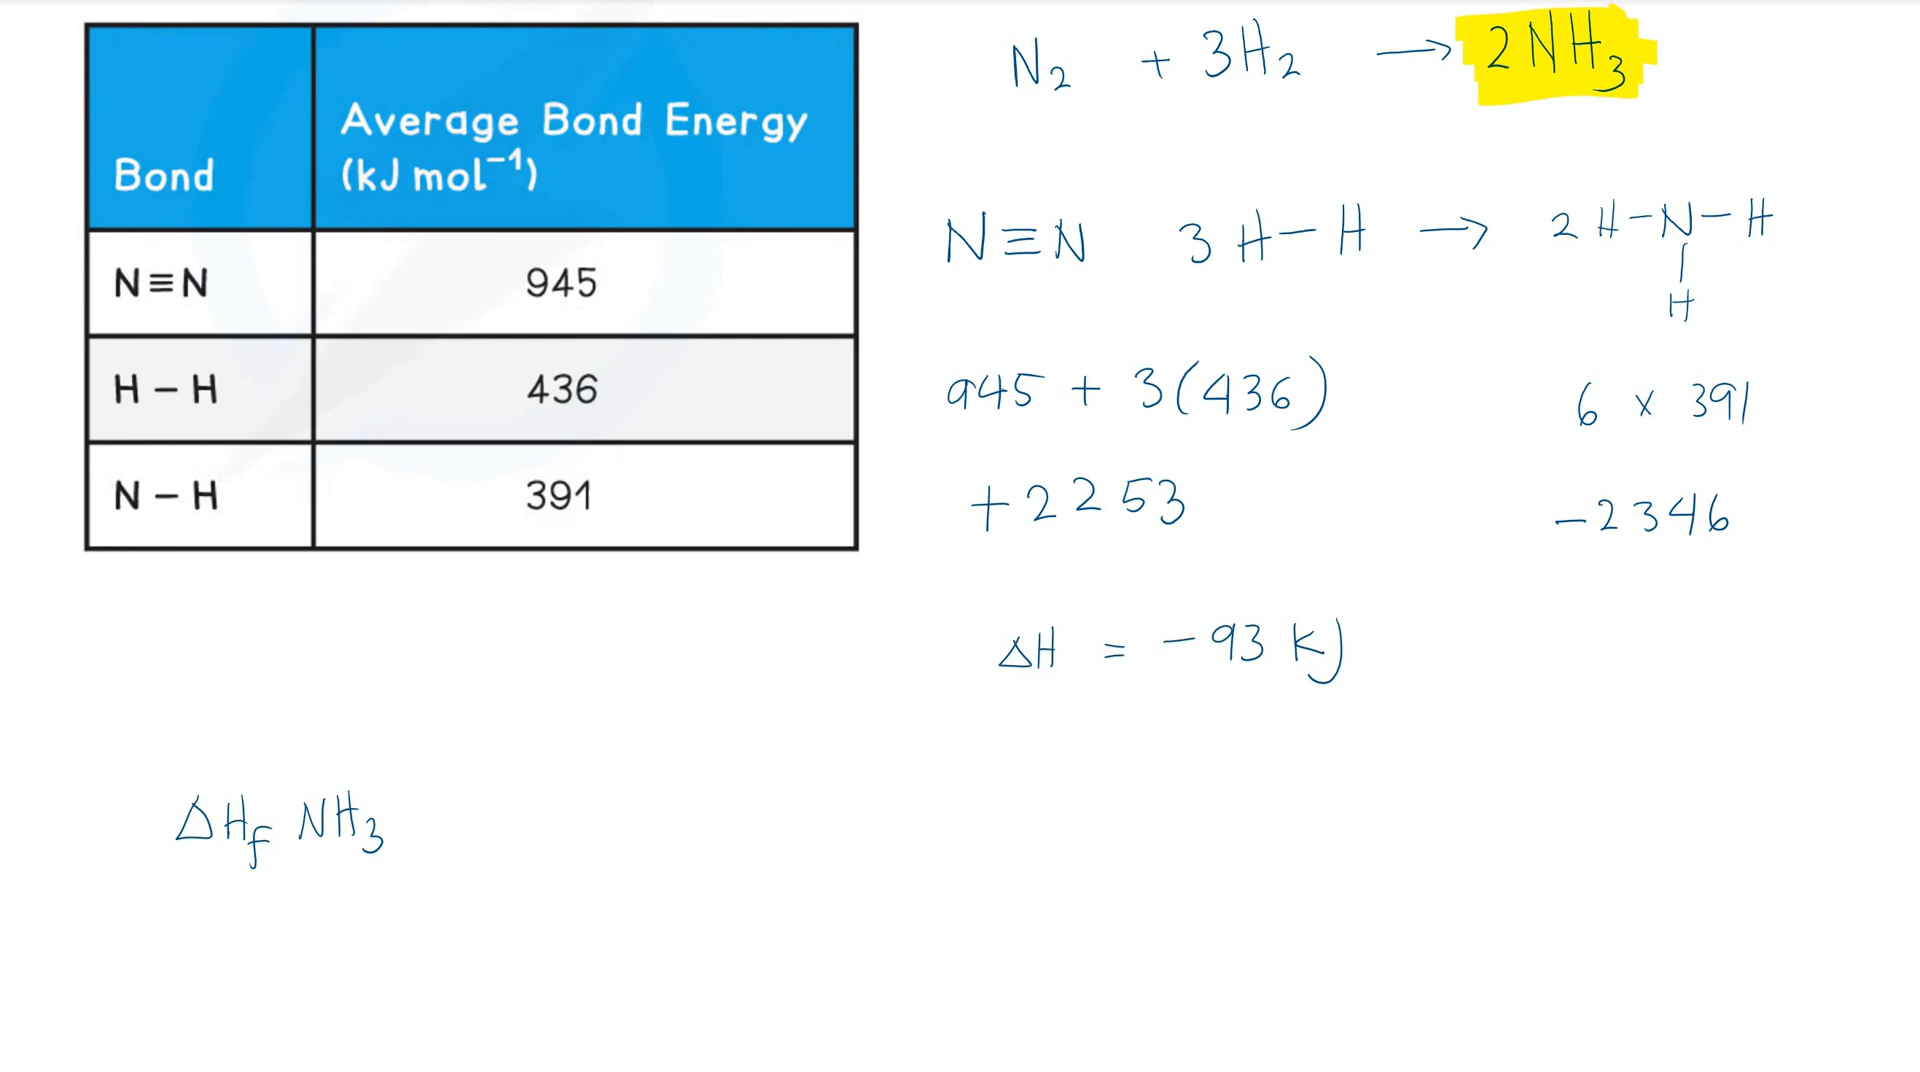 Bond
Average Bond Energy
(kJ mol⁻¹)
N≡N 945
H – H 436
N – H 391
N₂ + 3H₂ → 2NH₃
N≡N 3 H–H → 2 H–N–H
H
945 + 3(436) 6 x 391
+2253 -2346
ΔH = -93 KJ
ΔHf NH₃